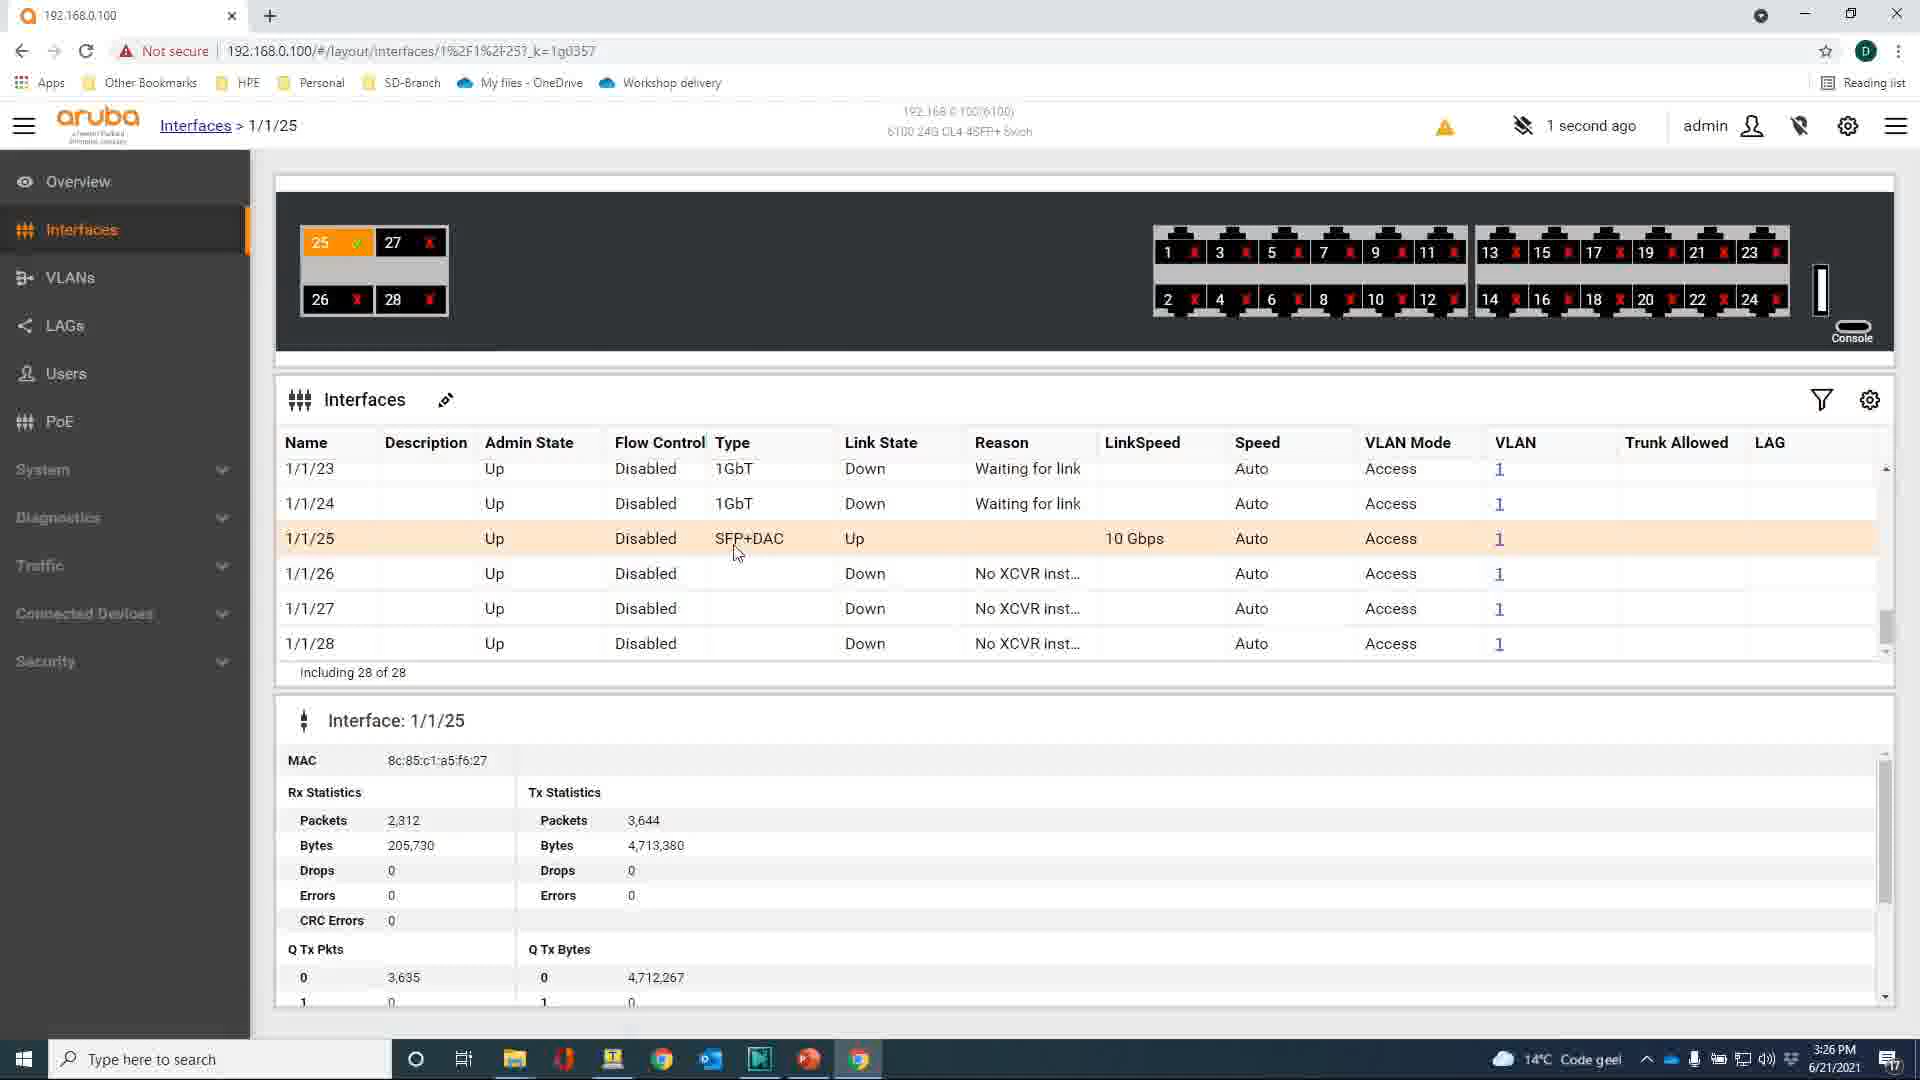 192.168.0.100
Not secure 192.168.0.100/#/layout/interfaces/1%2F1%2F25?_k=1g0357
D
Apps Other Bookmarks HPE Personal SD-Branch My files - OneDrive Workshop delivery Reading list
aruba
a Hewlett Packard
Enterprise company
Interfaces > 1/1/25
192.168.0.100(6100)
6100 24G CL4 4SFP+ Swich
1 second ago
admin
Overview
Interfaces
VLANs
LAGs
Users
PoE
System
Diagnostics
Traffic
Connected Devices
Security
25 27
26 28
1 3 5 7 9 11 13 15 17 19 21 23
2 4 6 8 10 12 14 16 18 20 22 24
Console
Interfaces
Name Description Admin State Flow Control Type Link State Reason LinkSpeed Speed VLAN Mode VLAN Trunk Allowed LAG
1/1/23 Up Disabled 1GbT Down Waiting for link Auto Access 1
1/1/24 Up Disabled 1GbT Down Waiting for link Auto Access 1
1/1/25 Up Disabled SFP+DAC Up 10 Gbps Auto Access 1
1/1/26 Up Disabled Down No XCVR inst... Auto Access 1
1/1/27 Up Disabled Down No XCVR inst... Auto Access 1
1/1/28 Up Disabled Down No XCVR inst... Auto Access 1
Including 28 of 28
Interface: 1/1/25
MAC 8c:85:c1:a5:f6:27
Rx Statistics Tx Statistics
Packets 2,312 Packets 3,644
Bytes 205,730 Bytes 4,713,380
Drops 0 Drops 0
Errors 0 Errors 0
CRC Errors 0
Q Tx Pkts Q Tx Bytes
0 3,635 0 4,712,267
1 0 1 0
Type here to search
14°C Code geel
3:26 PM
6/21/2021
17